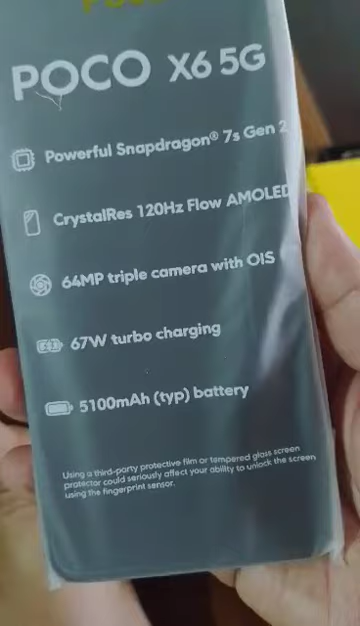 POCO X6 5G
Powerful Snapdragon® 7s Gen 2
CrystalRes 120Hz Flow AMOLED
64MP triple camera with OIS
67W turbo charging
5100mAh (typ) battery
Using a third-party protective film or tempered glass screen
protector could seriously affect your ability to unlock the screen
using the fingerprint sensor.